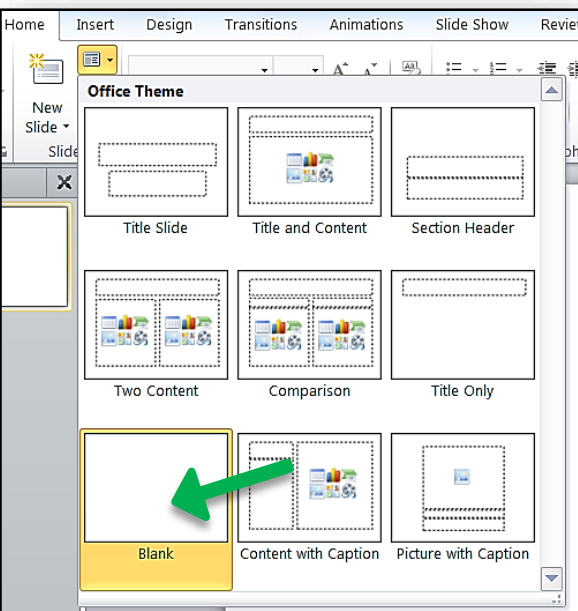 Home Insert Design Transitions Animations Slide Show
New
Slide
Office Theme
Title Slide Title and Content Section Header
Two Content Comparison Title Only
Blank Content with Caption Picture with Caption